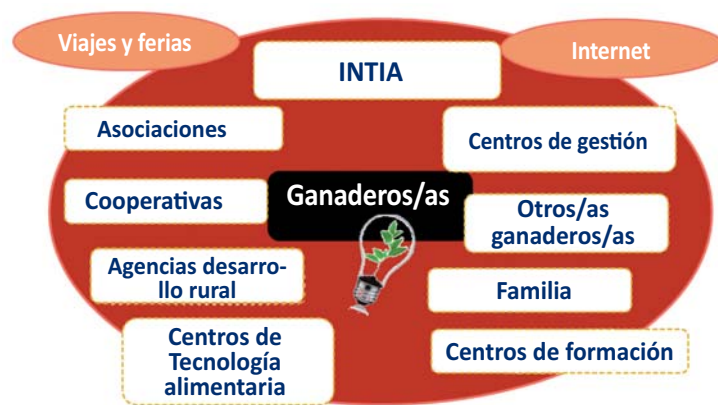 Viajes y ferias
Internet
INTIA
Asociaciones
Centros de gestión
Cooperativas
Ganaderos/as
Otros/as
ganaderos/as
Agencias desarro-
llo rural
Familia
Centros de
Tecnología
alimentaria
Centros de formación